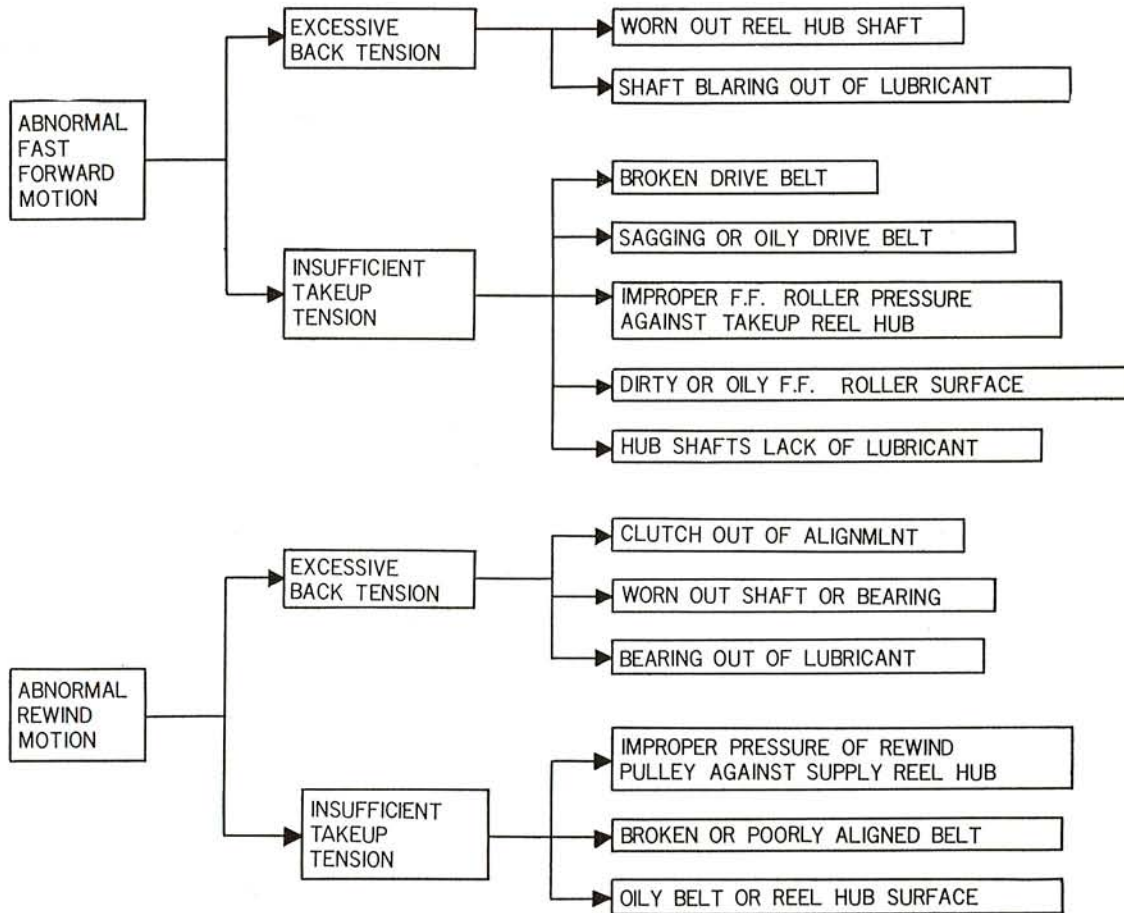 ABNORMAL
FAST
FORWARD
MOTION
EXCESSIVE
BACK TENSION
WORN OUT REEL HUB SHAFT
SHAFT BLARING OUT OF LUBRICANT
INSUFFICIENT
TAKEUP
TENSION
BROKEN DRIVE BELT
SAGGING OR OILY DRIVE BELT
IMPROPER F.F. ROLLER PRESSURE
AGAINST TAKEUP REEL HUB
DIRTY OR OILY F.F. ROLLER SURFACE
HUB SHAFTS LACK OF LUBRICANT
ABNORMAL
REWIND
MOTION
EXCESSIVE
BACK TENSION
CLUTCH OUT OF ALIGNMLNT
WORN OUT SHAFT OR BEARING
BEARING OUT OF LUBRICANT
INSUFFICIENT
TAKEUP
TENSION
IMPROPER PRESSURE OF REWIND
PULLEY AGAINST SUPPLY REEL HUB
BROKEN OR POORLY ALIGNED BELT
OILY BELT OR REEL HUB SURFACE